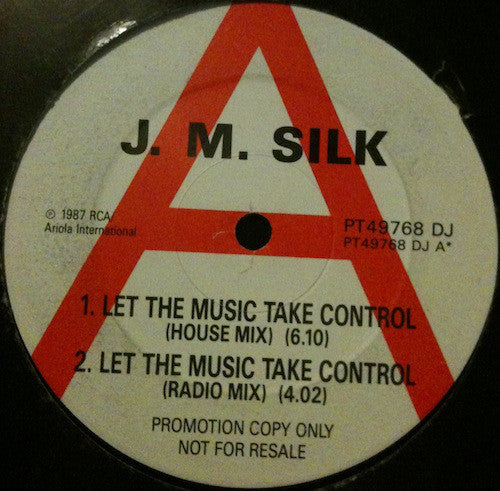 J. M. SILK
℗ 1987 RCA/
Ariola International
PT49768 DJ
PT49768 DJ A*
1. LET THE MUSIC TAKE CONTROL
(HOUSE MIX) (6.10)
2. LET THE MUSIC TAKE CONTROL
(RADIO MIX) (4.02)
PROMOTION COPY ONLY
NOT FOR RESALE